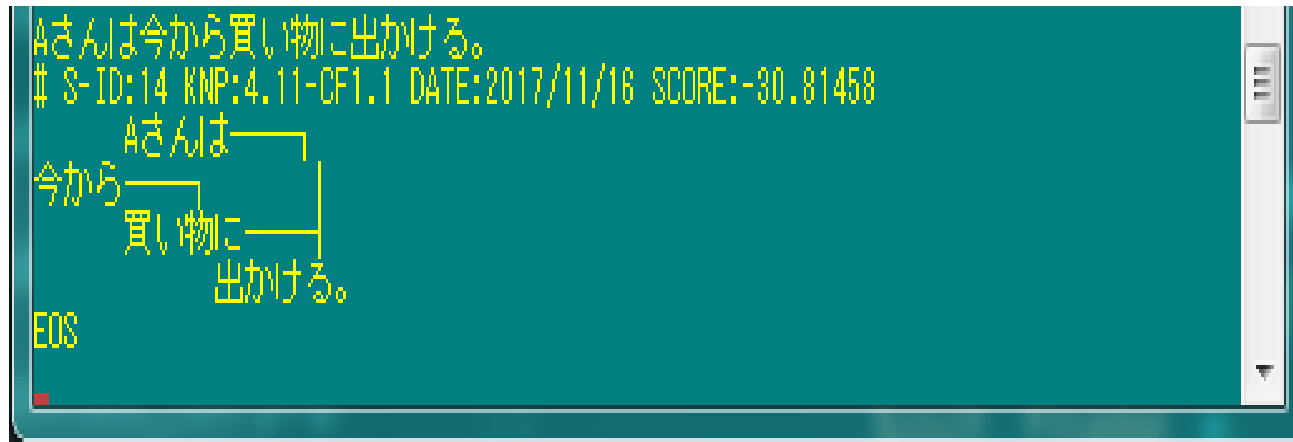 Aさんは今から買い物に出かける。
# S-ID:14 KNP:4.11-CF1.1 DATE:2017/11/16 SCORE:-30.81458
Aさんは──┐
今から──┐ │
買い物に──┤
出かける。
EOS